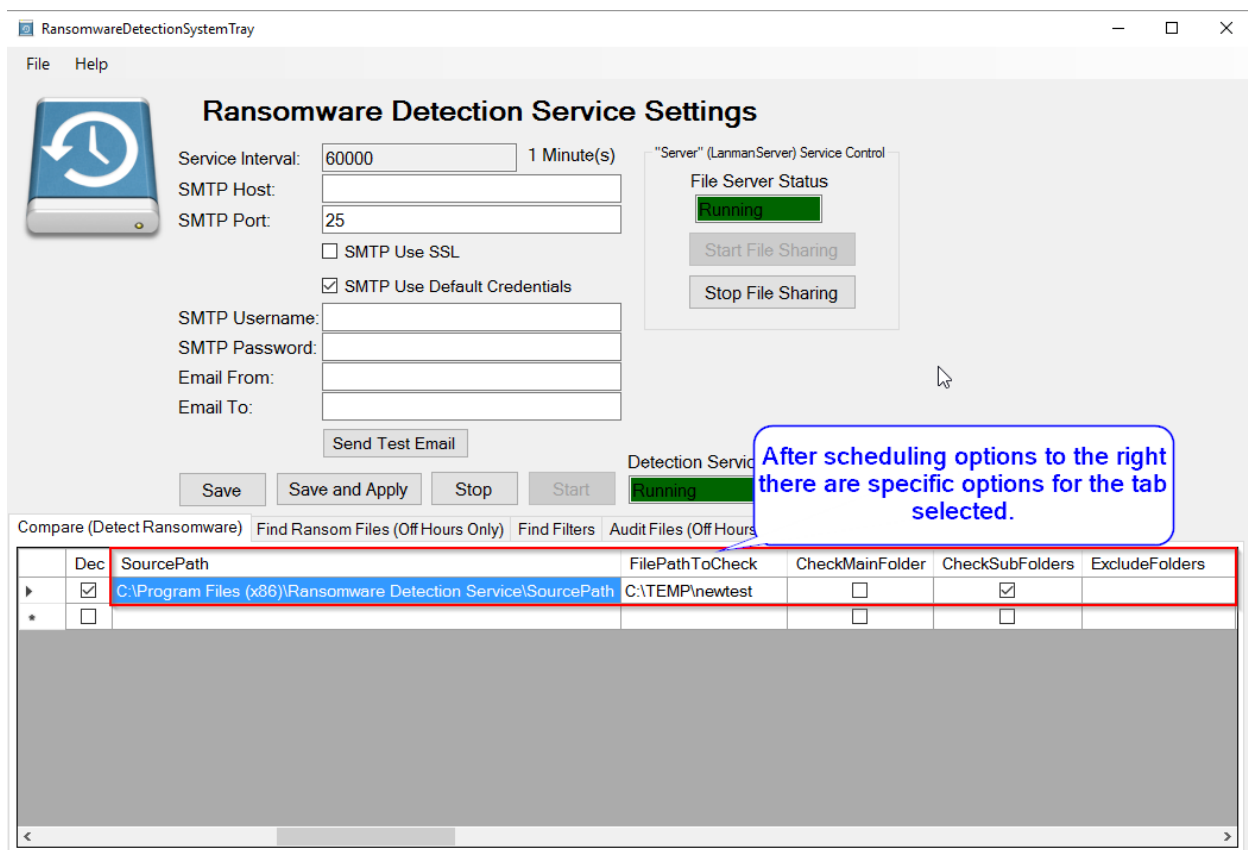 RansomwareDetectionSystemTray
File Help
Ransomware Detection Service Settings
Service Interval: 60000 1 Minute(s)
SMTP Host:
SMTP Port: 25
SMTP Use SSL
SMTP Use Default Credentials
SMTP Username:
SMTP Password:
Email From:
Email To:
Send Test Email
"Server" (LanmanServer) Service Control
File Server Status
Running
Start File Sharing
Stop File Sharing
After scheduling options to the right
there are specific options for the tab
selected.
Detection Servic
Save Save and Apply Stop Start Running
Compare (Detect Ransomware) Find Ransom Files (Off Hours Only) Find Filters Audit Files (Off Hours
Dec SourcePath FilePathToCheck CheckMainFolder CheckSubFolders ExcludeFolders
C:\Program Files (x86)\Ransomware Detection Service\SourcePath C:\TEMP\newtest